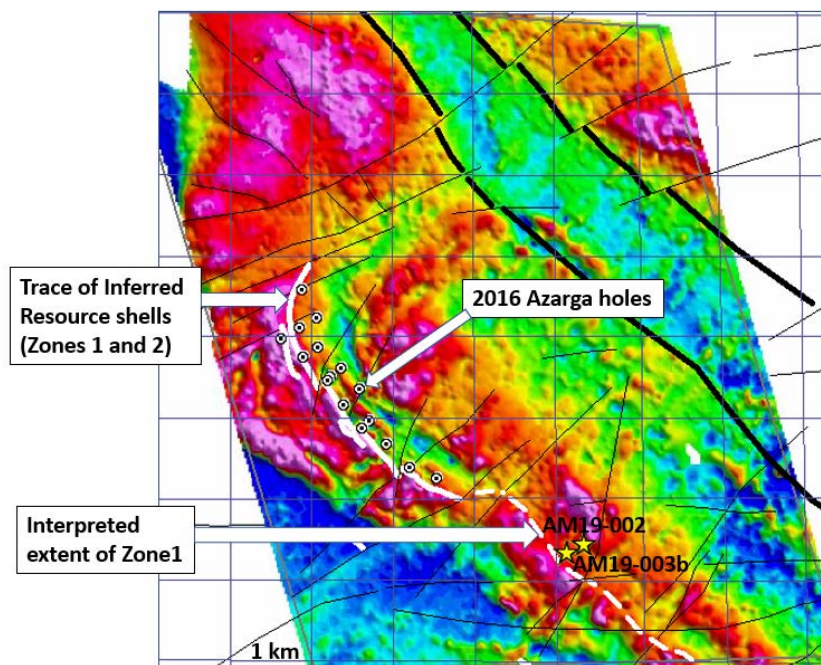 Trace of Inferred
Resource shells
(Zones 1 and 2)
2016 Azarga holes
Interpreted
extent of Zone1
AM19-002
AM19-003b
1 km